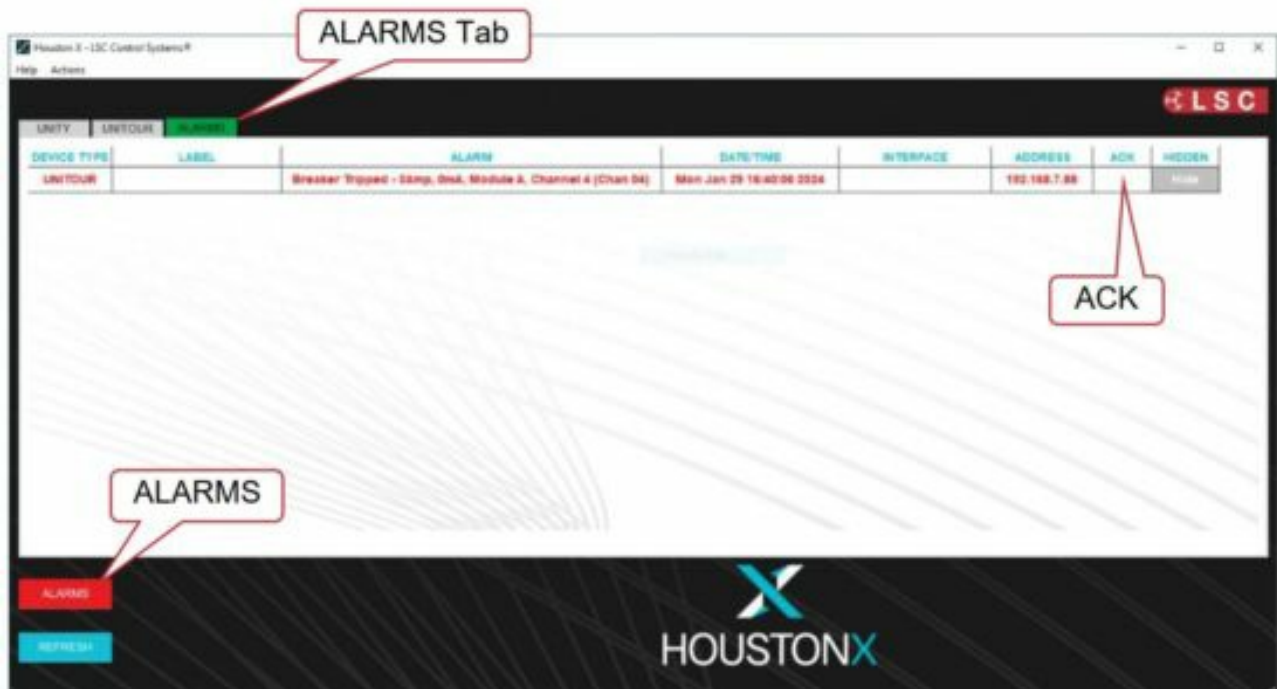 ALARMS Tab
Houston X - LSC Control Systems®
Help Actions
LSC
UNITY UNITOUR ALARMS
DEVICE TYPE LABEL ALARM DATE/TIME INTERFACE ADDRESS ACK HIDDEN
UNITOUR Breaker Tripped - 0Amp, 0mA, Module A, Channel 4 (Chan 04) Mon Jan 29 16:40:06 2024 192.168.7.88
ACK
ALARMS
ALARMS
REFRESH
HOUSTONX